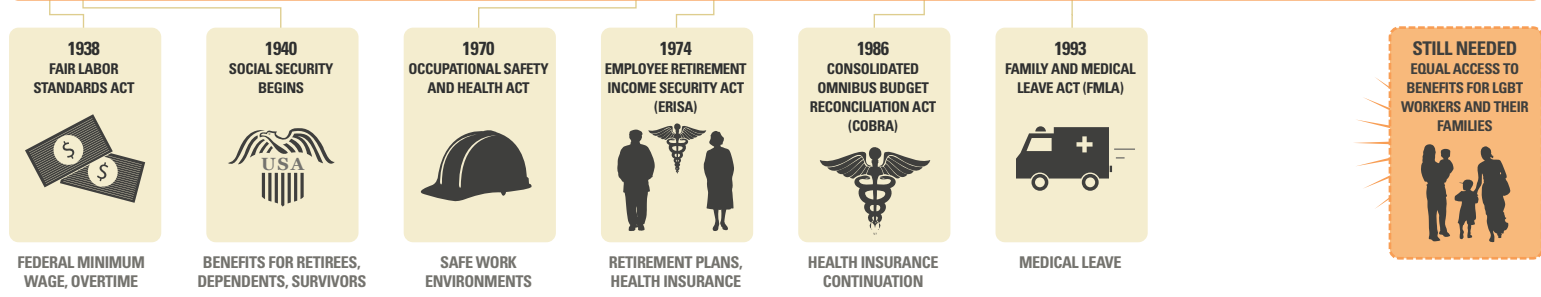 1938
FAIR LABOR
STANDARDS ACT
$
$
FEDERAL MINIMUM
WAGE, OVERTIME
1940
SOCIAL SECURITY
BEGINS
USA
BENEFITS FOR RETIREES,
DEPENDENTS, SURVIVORS
1970
OCCUPATIONAL SAFETY
AND HEALTH ACT
SAFE WORK
ENVIRONMENTS
1974
EMPLOYEE RETIREMENT
INCOME SECURITY ACT
(ERISA)
RETIREMENT PLANS,
HEALTH INSURANCE
1986
CONSOLIDATED
OMNIBUS BUDGET
RECONCILIATION ACT
(COBRA)
HEALTH INSURANCE
CONTINUATION
1993
FAMILY AND MEDICAL
LEAVE ACT (FMLA)
MEDICAL LEAVE
STILL NEEDED
EQUAL ACCESS TO
BENEFITS FOR LGBT
WORKERS AND THEIR
FAMILIES